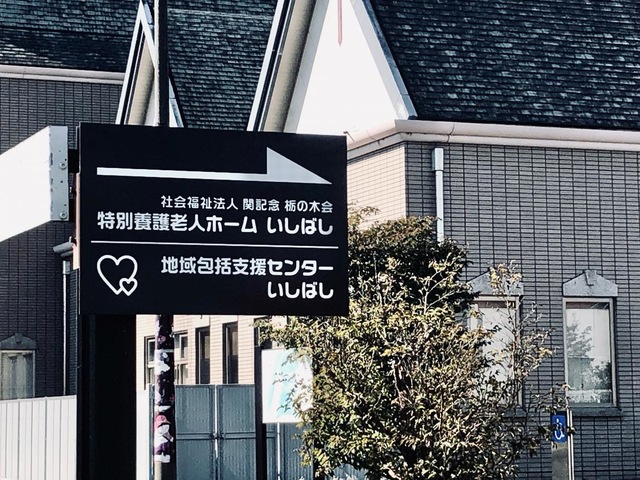 社会福祉法人 関記念 栃の木会
特別養護老人ホーム いしばし
地域包括支援センター
いしばし